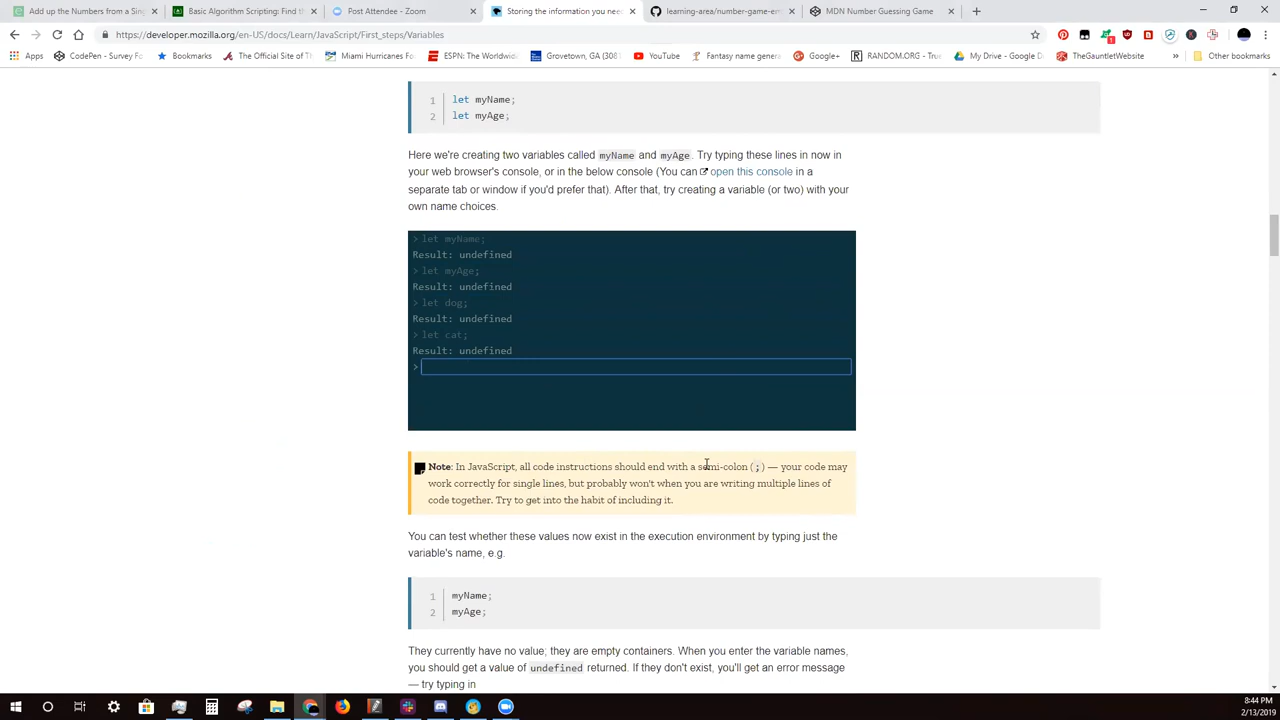 Add up the Numbers from a Sing
Basic Algorithm Scripting: Find th
Post Attendee - Zoom
Storing the information you nee
learning-area/number-game-err
MDN Number Guessing Game
https://developer.mozilla.org/en-US/docs/Learn/JavaScript/First_steps/Variables
Apps CodePen - Survey Fo Bookmarks The Official Site of Th Miami Hurricanes Foot ESPN: The Worldwide Grovetown, GA (308) YouTube Fantasy name genera Google+ RANDOM.ORG - True My Drive - Google D TheGauntletWebsite » Other bookmarks
1 let myName;
2 let myAge;
Here we're creating two variables called myName and myAge. Try typing these lines in now in
your web browser's console, or in the below console (You can open this console in a
separate tab or window if you'd prefer that). After that, try creating a variable (or two) with your
own name choices.
> let myName;
Result: undefined
> let myAge;
Result: undefined
> let dog;
Result: undefined
> let cat;
Result: undefined
>
Note: In JavaScript, all code instructions should end with a semi-colon (;) — your code may
work correctly for single lines, but probably won't when you are writing multiple lines of
code together. Try to get into the habit of including it.
You can test whether these values now exist in the execution environment by typing just the
variable's name, e.g.
1 myName;
2 myAge;
They currently have no value; they are empty containers. When you enter the variable names,
you should get a value of undefined returned. If they don't exist, you'll get an error message
— try typing in
8:44 PM
2/13/2019